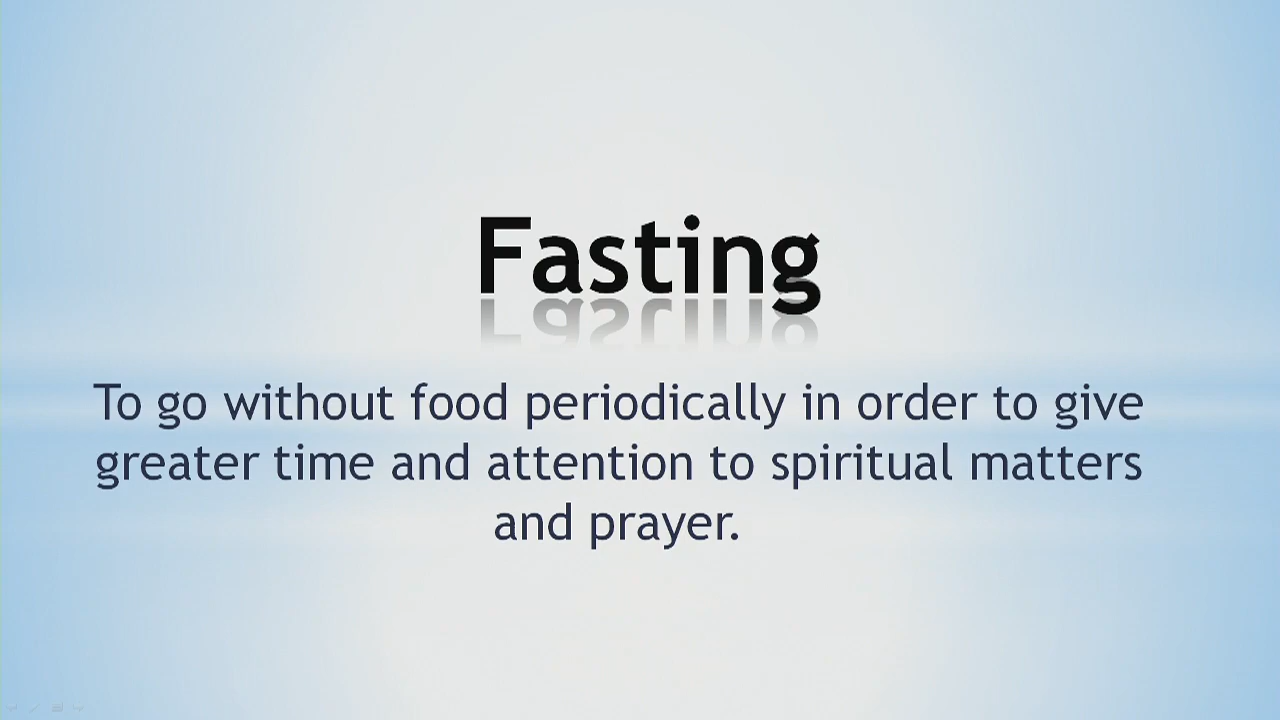 Fasting
To go without food periodically in order to give
greater time and attention to spiritual matters
and prayer.